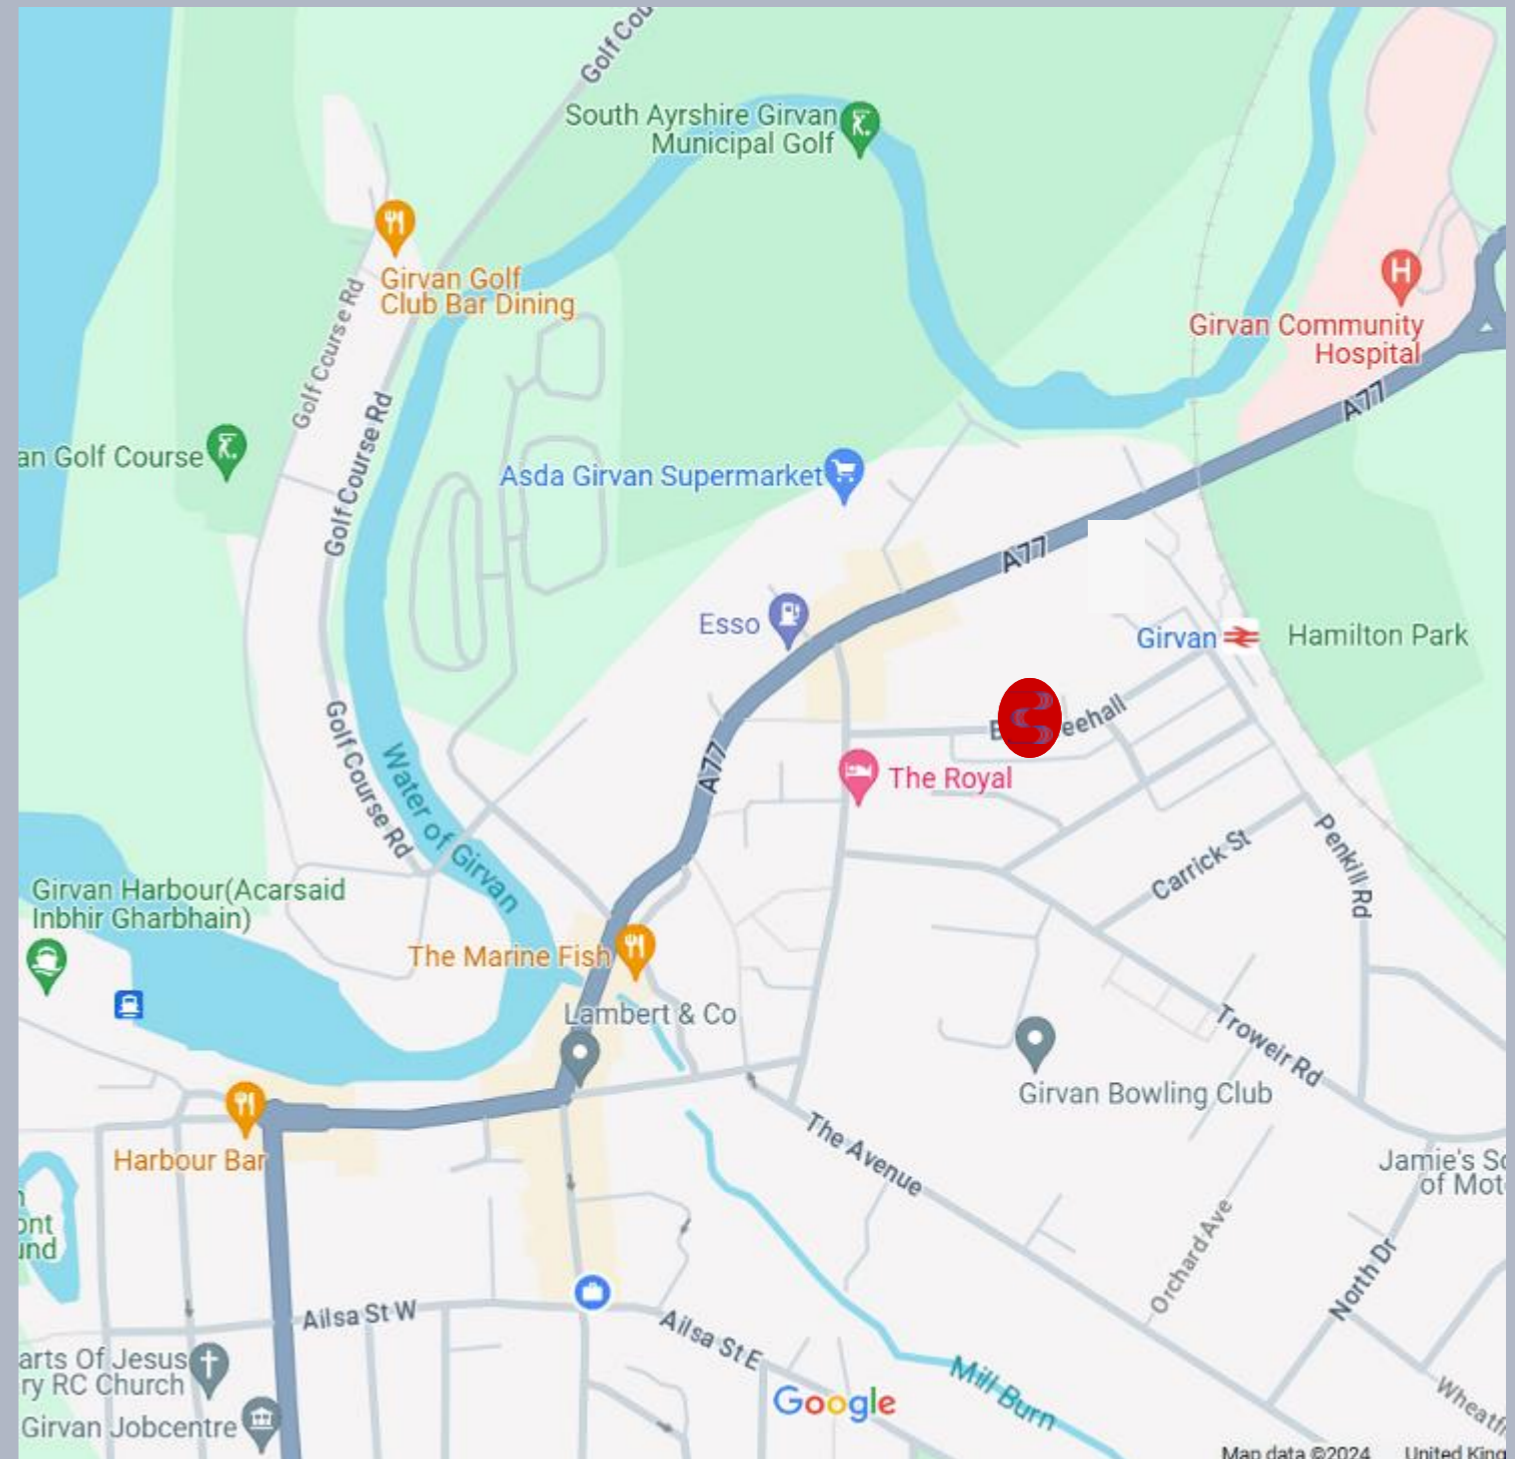 Golf Cou
South Ayrshire Girvan
Municipal Golf
Girvan Golf
Club Bar Dining
Girvan Community
Hospital
A77
Golf Course Rd
Golf Course Rd
an Golf Course
Asda Girvan Supermarket
A77
Esso
Girvan
Hamilton Park
eehall
Golf Course Rd
Water of Girvan
A77
The Royal
Penkill Rd
Carrick St
Girvan Harbour(Acarsaid
Inbhir Gharbhain)
The Marine Fish
Lambert & Co
Troweir Rd
Girvan Bowling Club
Harbour Bar
The Avenue
Jamie's Sc
of Mot
ont
und
Orchard Ave
North Dr
Ailsa St W
Ailsa St E
arts Of Jesus
ry RC Church
Mill Burn
Google
Wheatfi
Girvan Jobcentre
Map data ©2024 United King